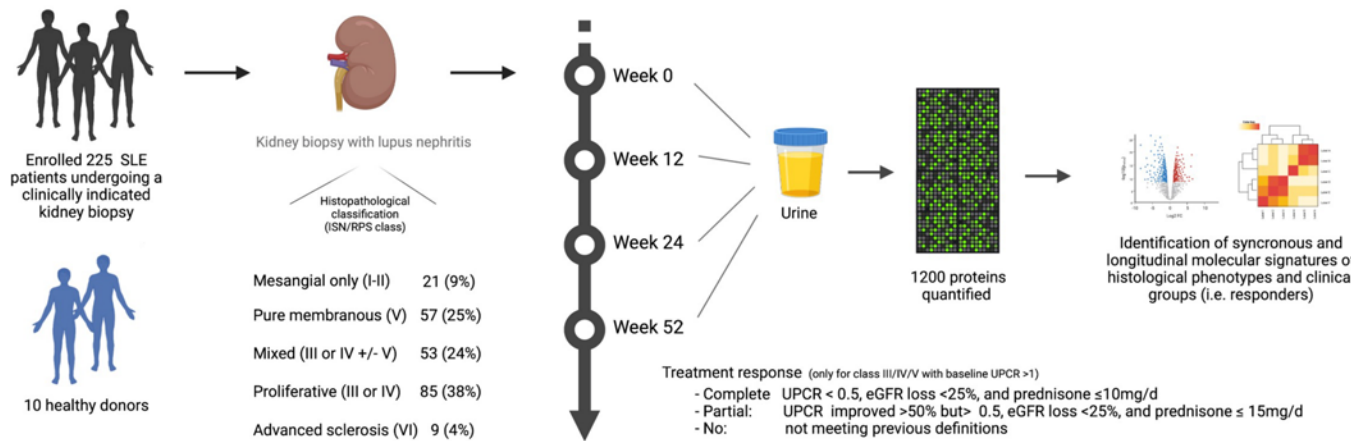 Enrolled 225 SLE
patients undergoing a
clinically indicated
kidney biopsy
10 healthy donors
Kidney biopsy with lupus nephritis
Histopathological
classification
(ISN/RPS class)
Mesangial only (I-II) 21 (9%)
Pure membranous (V) 57 (25%)
Mixed (III or IV +/- V) 53 (24%)
Proliferative (III or IV) 85 (38%)
Advanced sclerosis (VI) 9 (4%)
Week 0
Week 12
Week 24
Week 52
Urine
1200 proteins
quantified
Log2 FC
Identification of syncronous and
longitudinal molecular signatures of
histological phenotypes and clinical
groups (i.e. responders)
Treatment response (only for class III/IV/V with baseline UPCR >1)
- Complete UPCR < 0.5, eGFR loss <25%, and prednisone ≤10mg/d
- Partial: UPCR improved >50% but> 0.5, eGFR loss <25%, and prednisone ≤ 15mg/d
- No: not meeting previous definitions